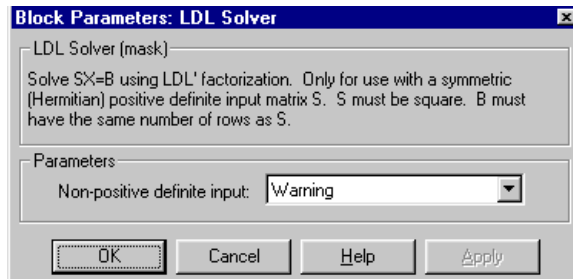 Block Parameters: LDL Solver
LDL Solver (mask)
Solve SX=B using LDL' factorization.  Only for use with a symmetric
(Hermitian) positive definite input matrix S.  S must be square.  B must
have the same number of rows as S.
Parameters
Non-positive definite input: Warning
OK Cancel Help Apply